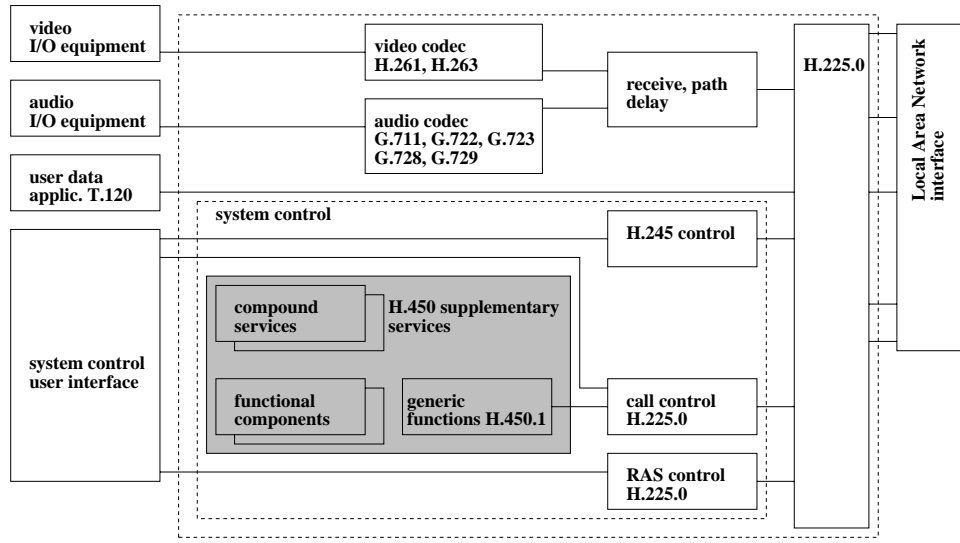 video
I/O equipment
audio
I/O equipment
user data
applic. T.120
system control
user interface
video codec
H.261, H.263
audio codec
G.711, G.722, G.723
G.728, G.729
receive, path
delay
H.225.0
Local Area Network
interface
system control
H.245 control
compound
services
H.450 supplementary
services
functional
components
generic
functions H.450.1
call control
H.225.0
RAS control
H.225.0